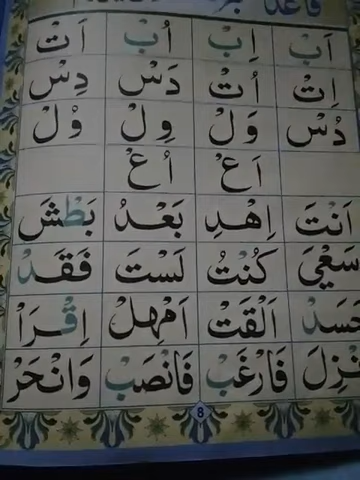 اَبْ اِبْ اُبْ اَتْ
اِتْ اُتْ دَسْ دِسْ
دُسْ وَلْ وِلْ وُلْ
اَعْ اُعْ
اَنْتَ اِهْدِ بَعْدُ بَطْشَ
سَعْيَ كُنْتُ لَسْتَ فَقَدْ
حَسَدْ اَلْقَتْ اَمْهِلْ اِقْرَاْ
فَارْغَبْ فَانْصَبْ وَانْحَرْ
8